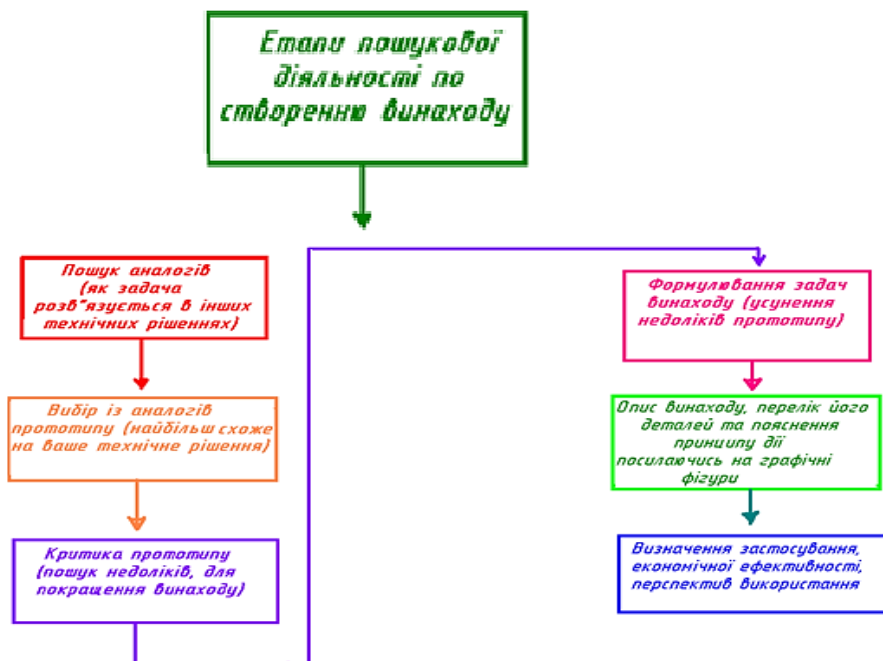 Етапи пошукової
діяльності по
створенню винаходу
Пошук аналогів
(як задача
розв"язується в інших
технічних рішеннях)
Вибір із аналогів
прототипу (найбільш схоже
на ваше технічне рішення)
Критика прототипу
(пошук недоліків, для
покращення винаходу)
Формулювання задач
винаходу (усунення
недоліків прототипу)
Опис винаходу, перелік його
деталей та пояснення
принципу дії
посилаючись на графічні
фігури
Визначення застосування,
економічної ефективності,
перспектив використання